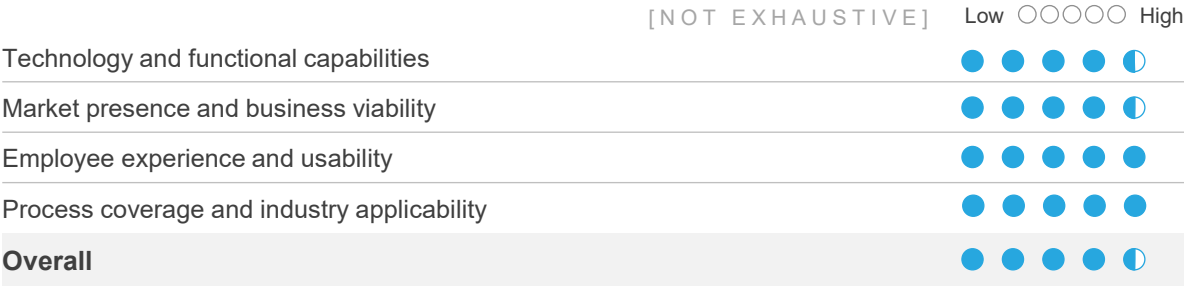 [NOT EXHAUSTIVE] Low High
Technology and functional capabilities
Market presence and business viability
Employee experience and usability
Process coverage and industry applicability
Overall